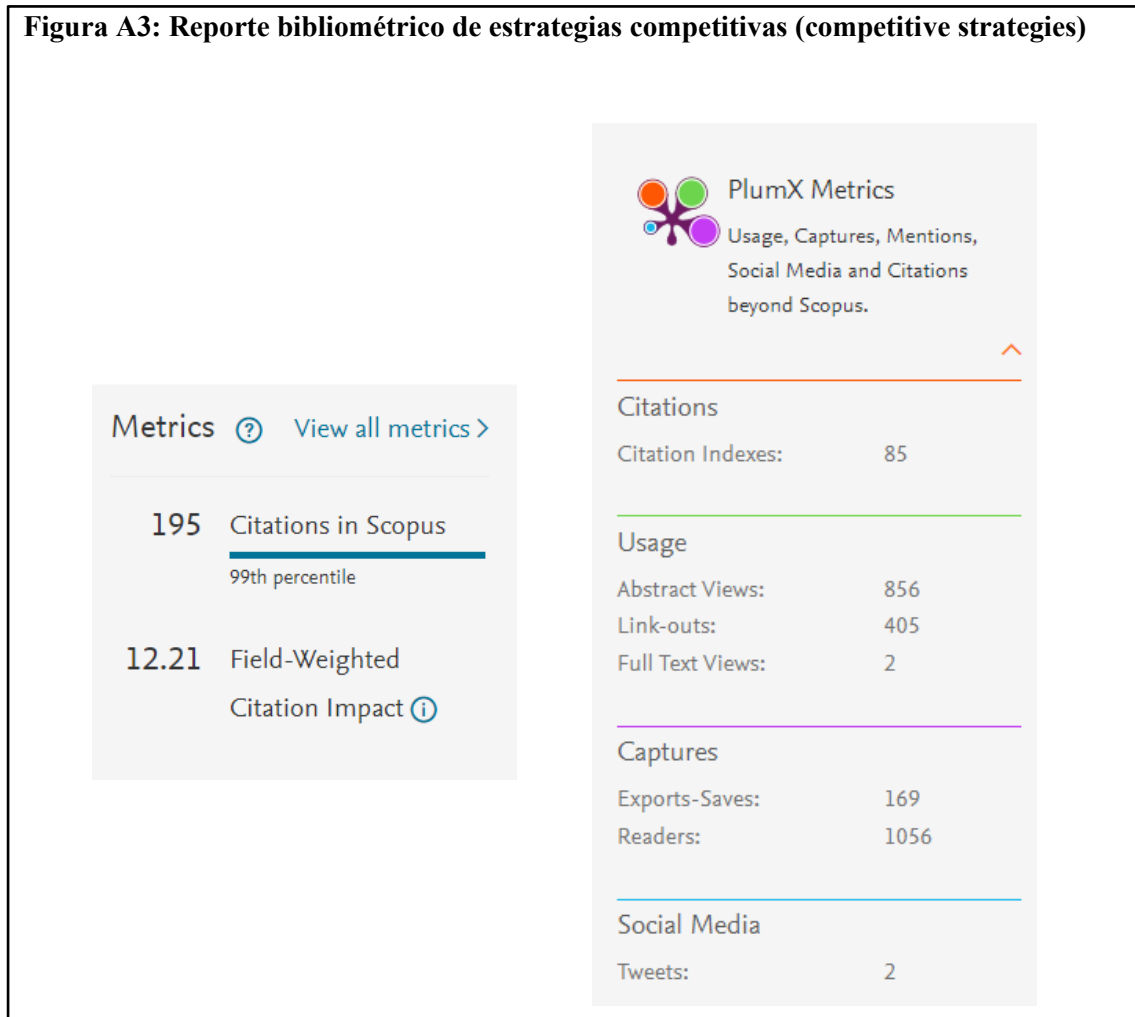 Figura A3: Reporte bibliométrico de estrategias competitivas (competitive strategies)
Metrics ? View all metrics >
195 Citations in Scopus
99th percentile
12.21 Field-Weighted
Citation Impact i
PlumX Metrics
Usage, Captures, Mentions,
Social Media and Citations
beyond Scopus.
Citations
Citation Indexes: 85
Usage
Abstract Views: 856
Link-outs: 405
Full Text Views: 2
Captures
Exports-Saves: 169
Readers: 1056
Social Media
Tweets: 2